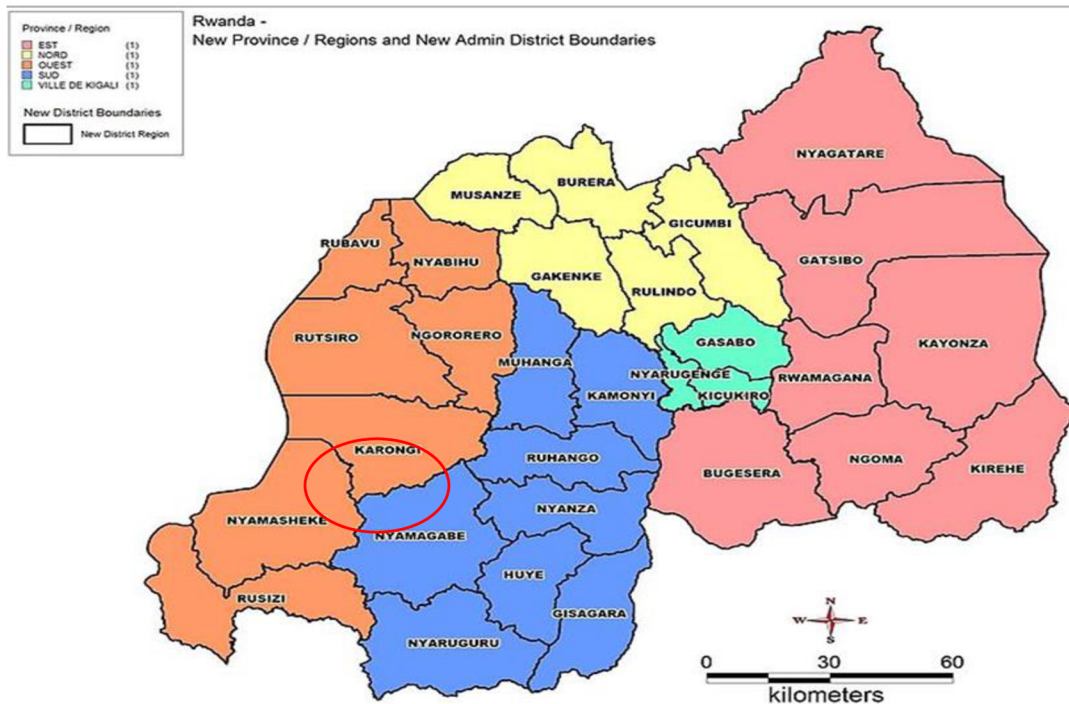 Province / Region
EST (1)
NORD (1)
OUEST (1)
SUD (1)
VILLE DE KIGALI (1)
New District Boundaries
New District Region
Rwanda -
New Province / Regions and New Admin District Boundaries
NYAGATARE
BURERA
MUSANZE
GICUMBI
RUBAVU
NYABIHU
GATSIBO
GAKENKE
RULINDO
RUTSIRO
NGORORERO
GASABO
KAYONZA
MUHANGA
NYARUGENGE
RWAMAGANA
KAMONYI
KICUKIRO
KARONGI
RUHANGO
BUGESERA
NGOMA
KIREHE
NYAMASHEKE
NYANZA
NYAMAGABE
HUYE
RUSIZI
GISAGARA
NYARUGURU
N
W E
S
0 30 60
kilometers